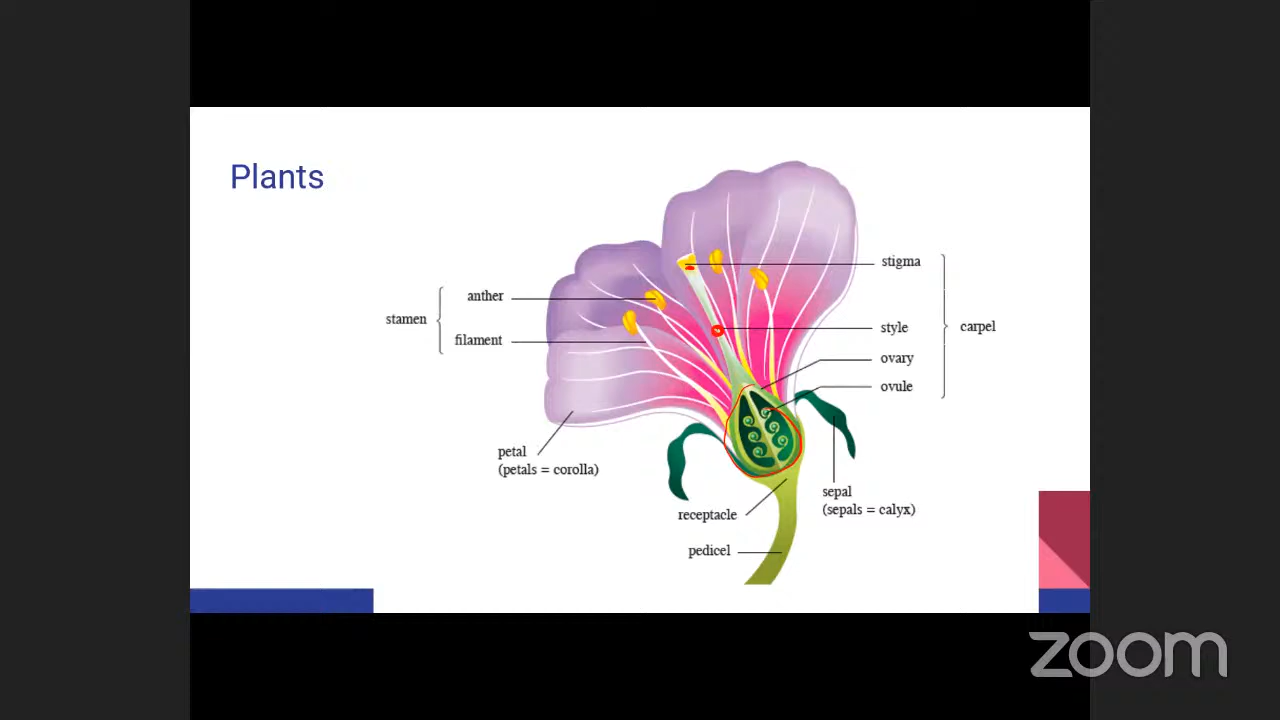 Plants
stigma
anther
stamen
style
carpel
filament
ovary
ovule
petal
(petals = corolla)
sepal
(sepals = calyx)
receptacle
pedicel
zoom